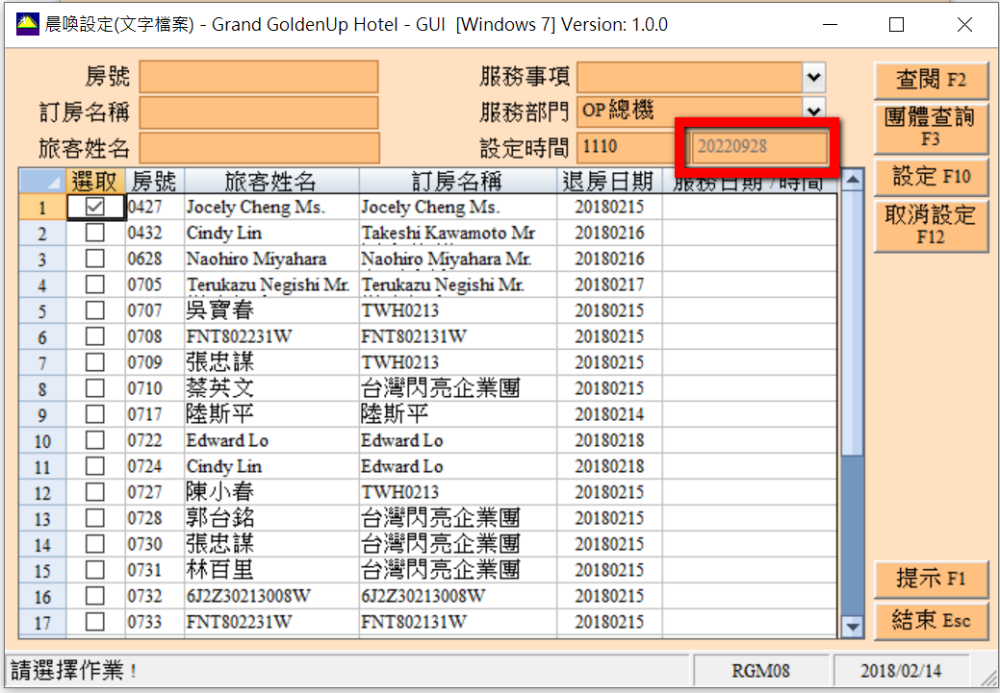 晨喚設定(文字檔案) - Grand GoldenUp Hotel - GUI [Windows 7] Version: 1.0.0
房號
服務事項
查閱 F2
訂房名稱
服務部門 OP總機
團體查詢 F3
旅客姓名
設定時間 1110 20220928
設定 F10
取消設定 F12
選取 房號 旅客姓名 訂房名稱 退房日期 服務日期/時間
1 0427 Jocely Cheng Ms. Jocely Cheng Ms. 20180215
2 0432 Cindy Lin Takeshi Kawamoto Mr 20180216
3 0628 Naohiro Miyahara Naohiro Miyahara Mr. 20180216
4 0705 Terukazu Negishi Mr. Terukazu Negishi Mr. 20180217
5 0707 吳寶春 TWH0213 20180215
6 0708 FNT802231W FNT802131W 20180215
7 0709 張忠謀 TWH0213 20180215
8 0710 蔡英文 台灣閃亮企業團 20180215
9 0717 陸斯平 陸斯平 20180214
10 0722 Edward Lo Edward Lo 20180218
11 0724 Cindy Lin Edward Lo 20180218
12 0727 陳小春 TWH0213 20180215
13 0728 郭台銘 台灣閃亮企業團 20180215
14 0730 張忠謀 台灣閃亮企業團 20180215
15 0731 林百里 台灣閃亮企業團 20180215
16 0732 6J2Z30213008W 6J2Z30213008W 20180215
17 0733 FNT802231W FNT802131W 20180215
提示 F1
結束 Esc
請選擇作業！
RGM08
2018/02/14